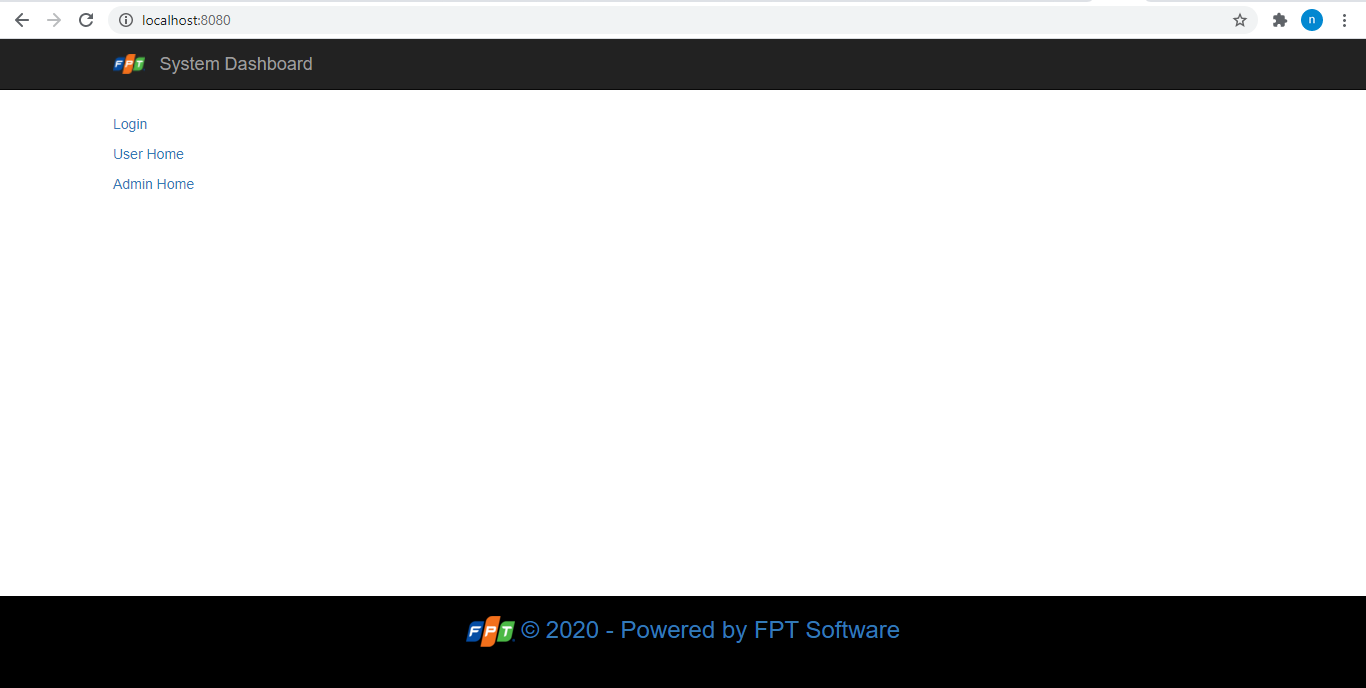 localhost:8080
n
FPT System Dashboard
Login
User Home
Admin Home
FPT © 2020 - Powered by FPT Software